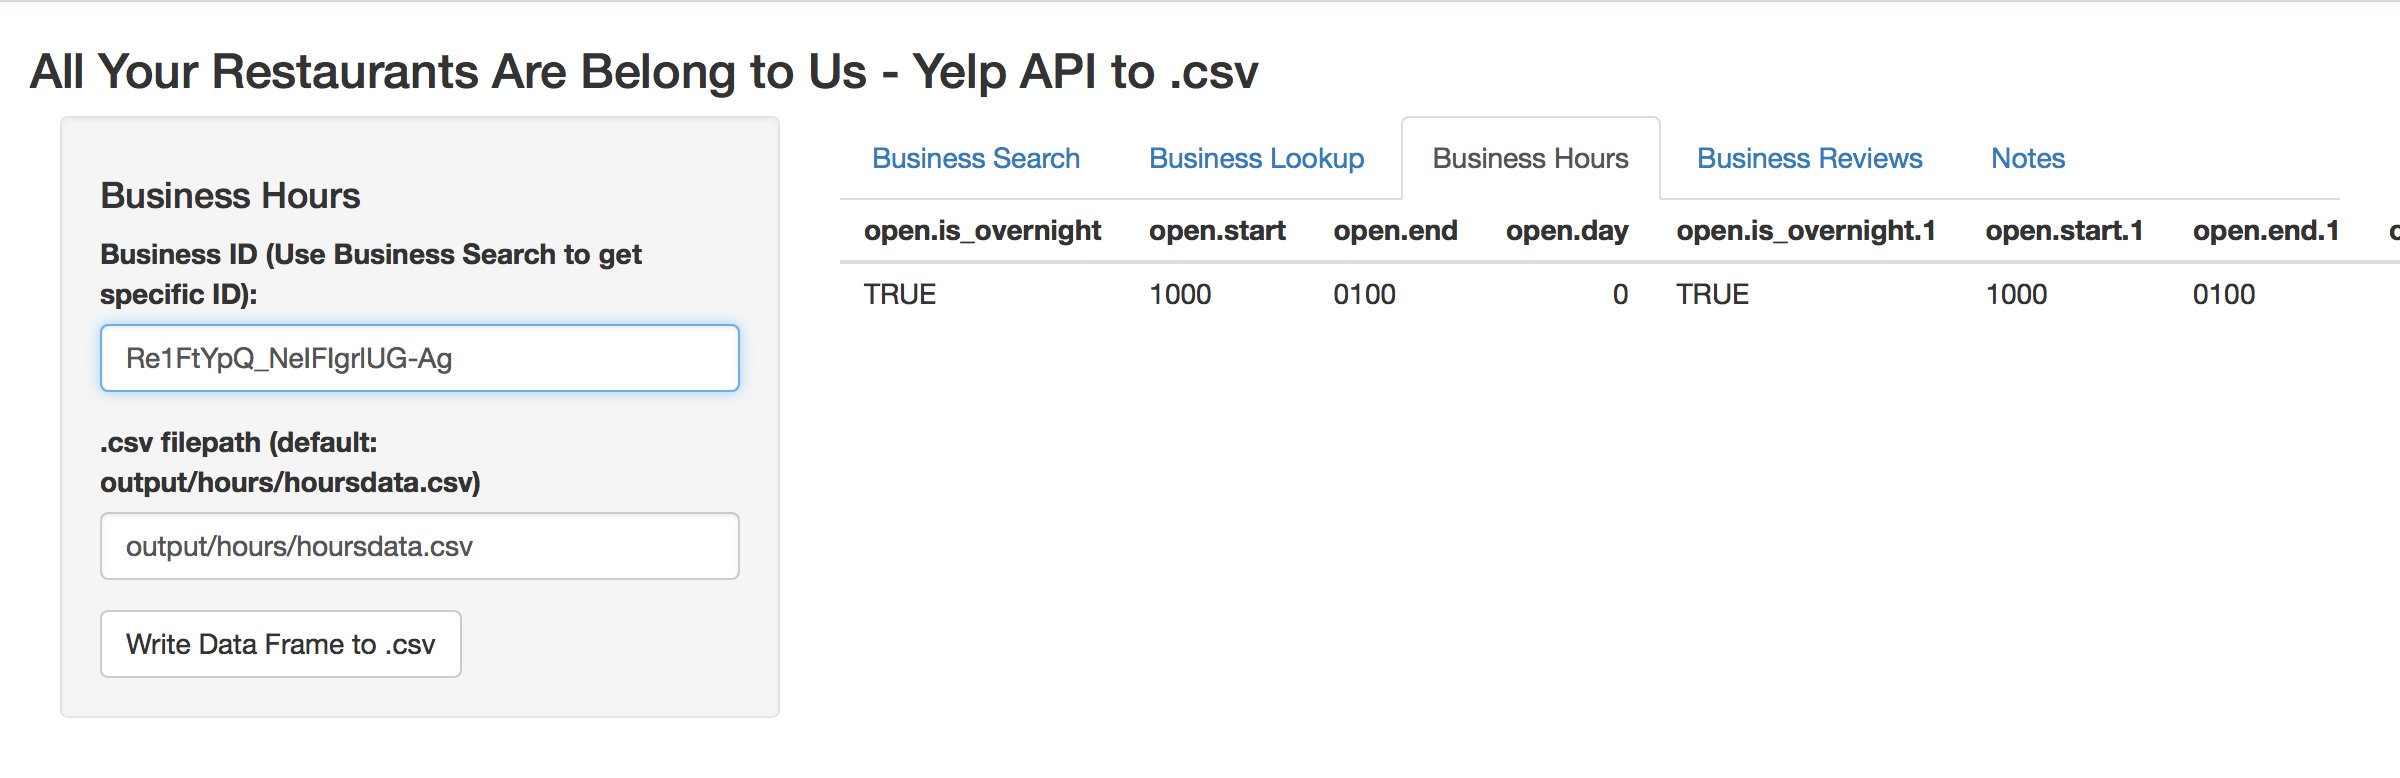 All Your Restaurants Are Belong to Us - Yelp API to .csv
Business Hours
Business ID (Use Business Search to get
specific ID):
Re1FtYpQ_NelFIgrlUG-Ag
.csv filepath (default:
output/hours/hoursdata.csv)
output/hours/hoursdata.csv
Write Data Frame to .csv
Business Search Business Lookup Business Hours Business Reviews Notes
open.is_overnight open.start open.end open.day open.is_overnight.1 open.start.1 open.end.1
TRUE 1000 0100 0 TRUE 1000 0100